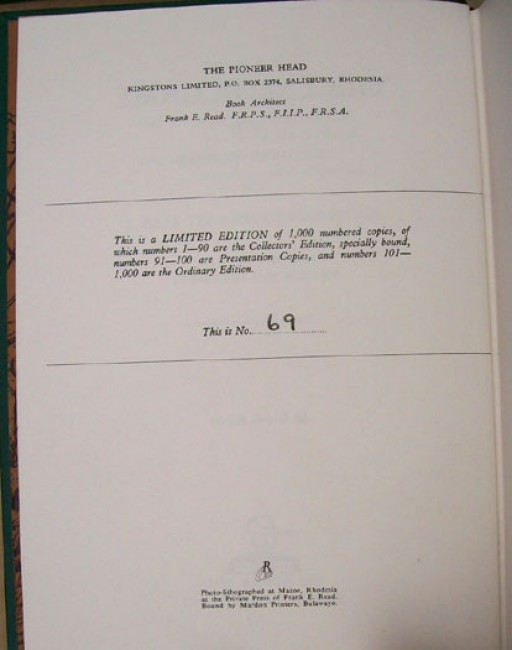 THE PIONEER HEAD
KINGSTONS LIMITED, P.O. BOX 2374, SALISBURY, RHODESIA
Book Architect
Frank E. Read. F.R.P.S., F.I.I.P., F.R.S.A.
This is a LIMITED EDITION of 1,000 numbered copies, of
which numbers 1—90 are the Collectors' Edition, specially bound,
numbers 91—100 are Presentation Copies, and numbers 101—
1,000 are the Ordinary Edition.
This is No. 69
R
Photo-lithographed at Mazoe, Rhodesia
at the Private Press of Frank E. Read.
Bound by Mardon Printers, Bulawayo.